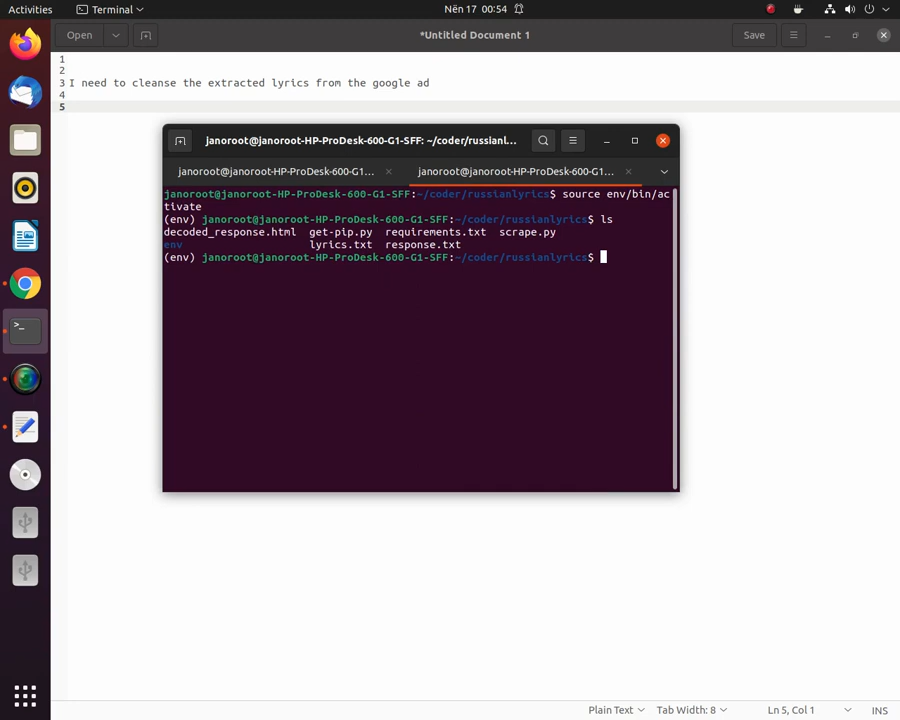 Activities
Terminal
Nën 17 00:54
Open
*Untitled Document 1
Save
1
2
3 I need to cleanse the extracted lyrics from the google ad
4
5
janoroot@janoroot-HP-ProDesk-600-G1-SFF: ~/coder/russianl...
janoroot@janoroot-HP-ProDesk-600-G1...
janoroot@janoroot-HP-ProDesk-600-G1...
janoroot@janoroot-HP-ProDesk-600-G1-SFF:~/coder/russianlyrics$ source env/bin/ac
tivate
(env) janoroot@janoroot-HP-ProDesk-600-G1-SFF:~/coder/russianlyrics$ ls
decoded_response.html get-pip.py requirements.txt scrape.py
env lyrics.txt response.txt
(env) janoroot@janoroot-HP-ProDesk-600-G1-SFF:~/coder/russianlyrics$
Plain Text
Tab Width: 8
Ln 5, Col 1
INS